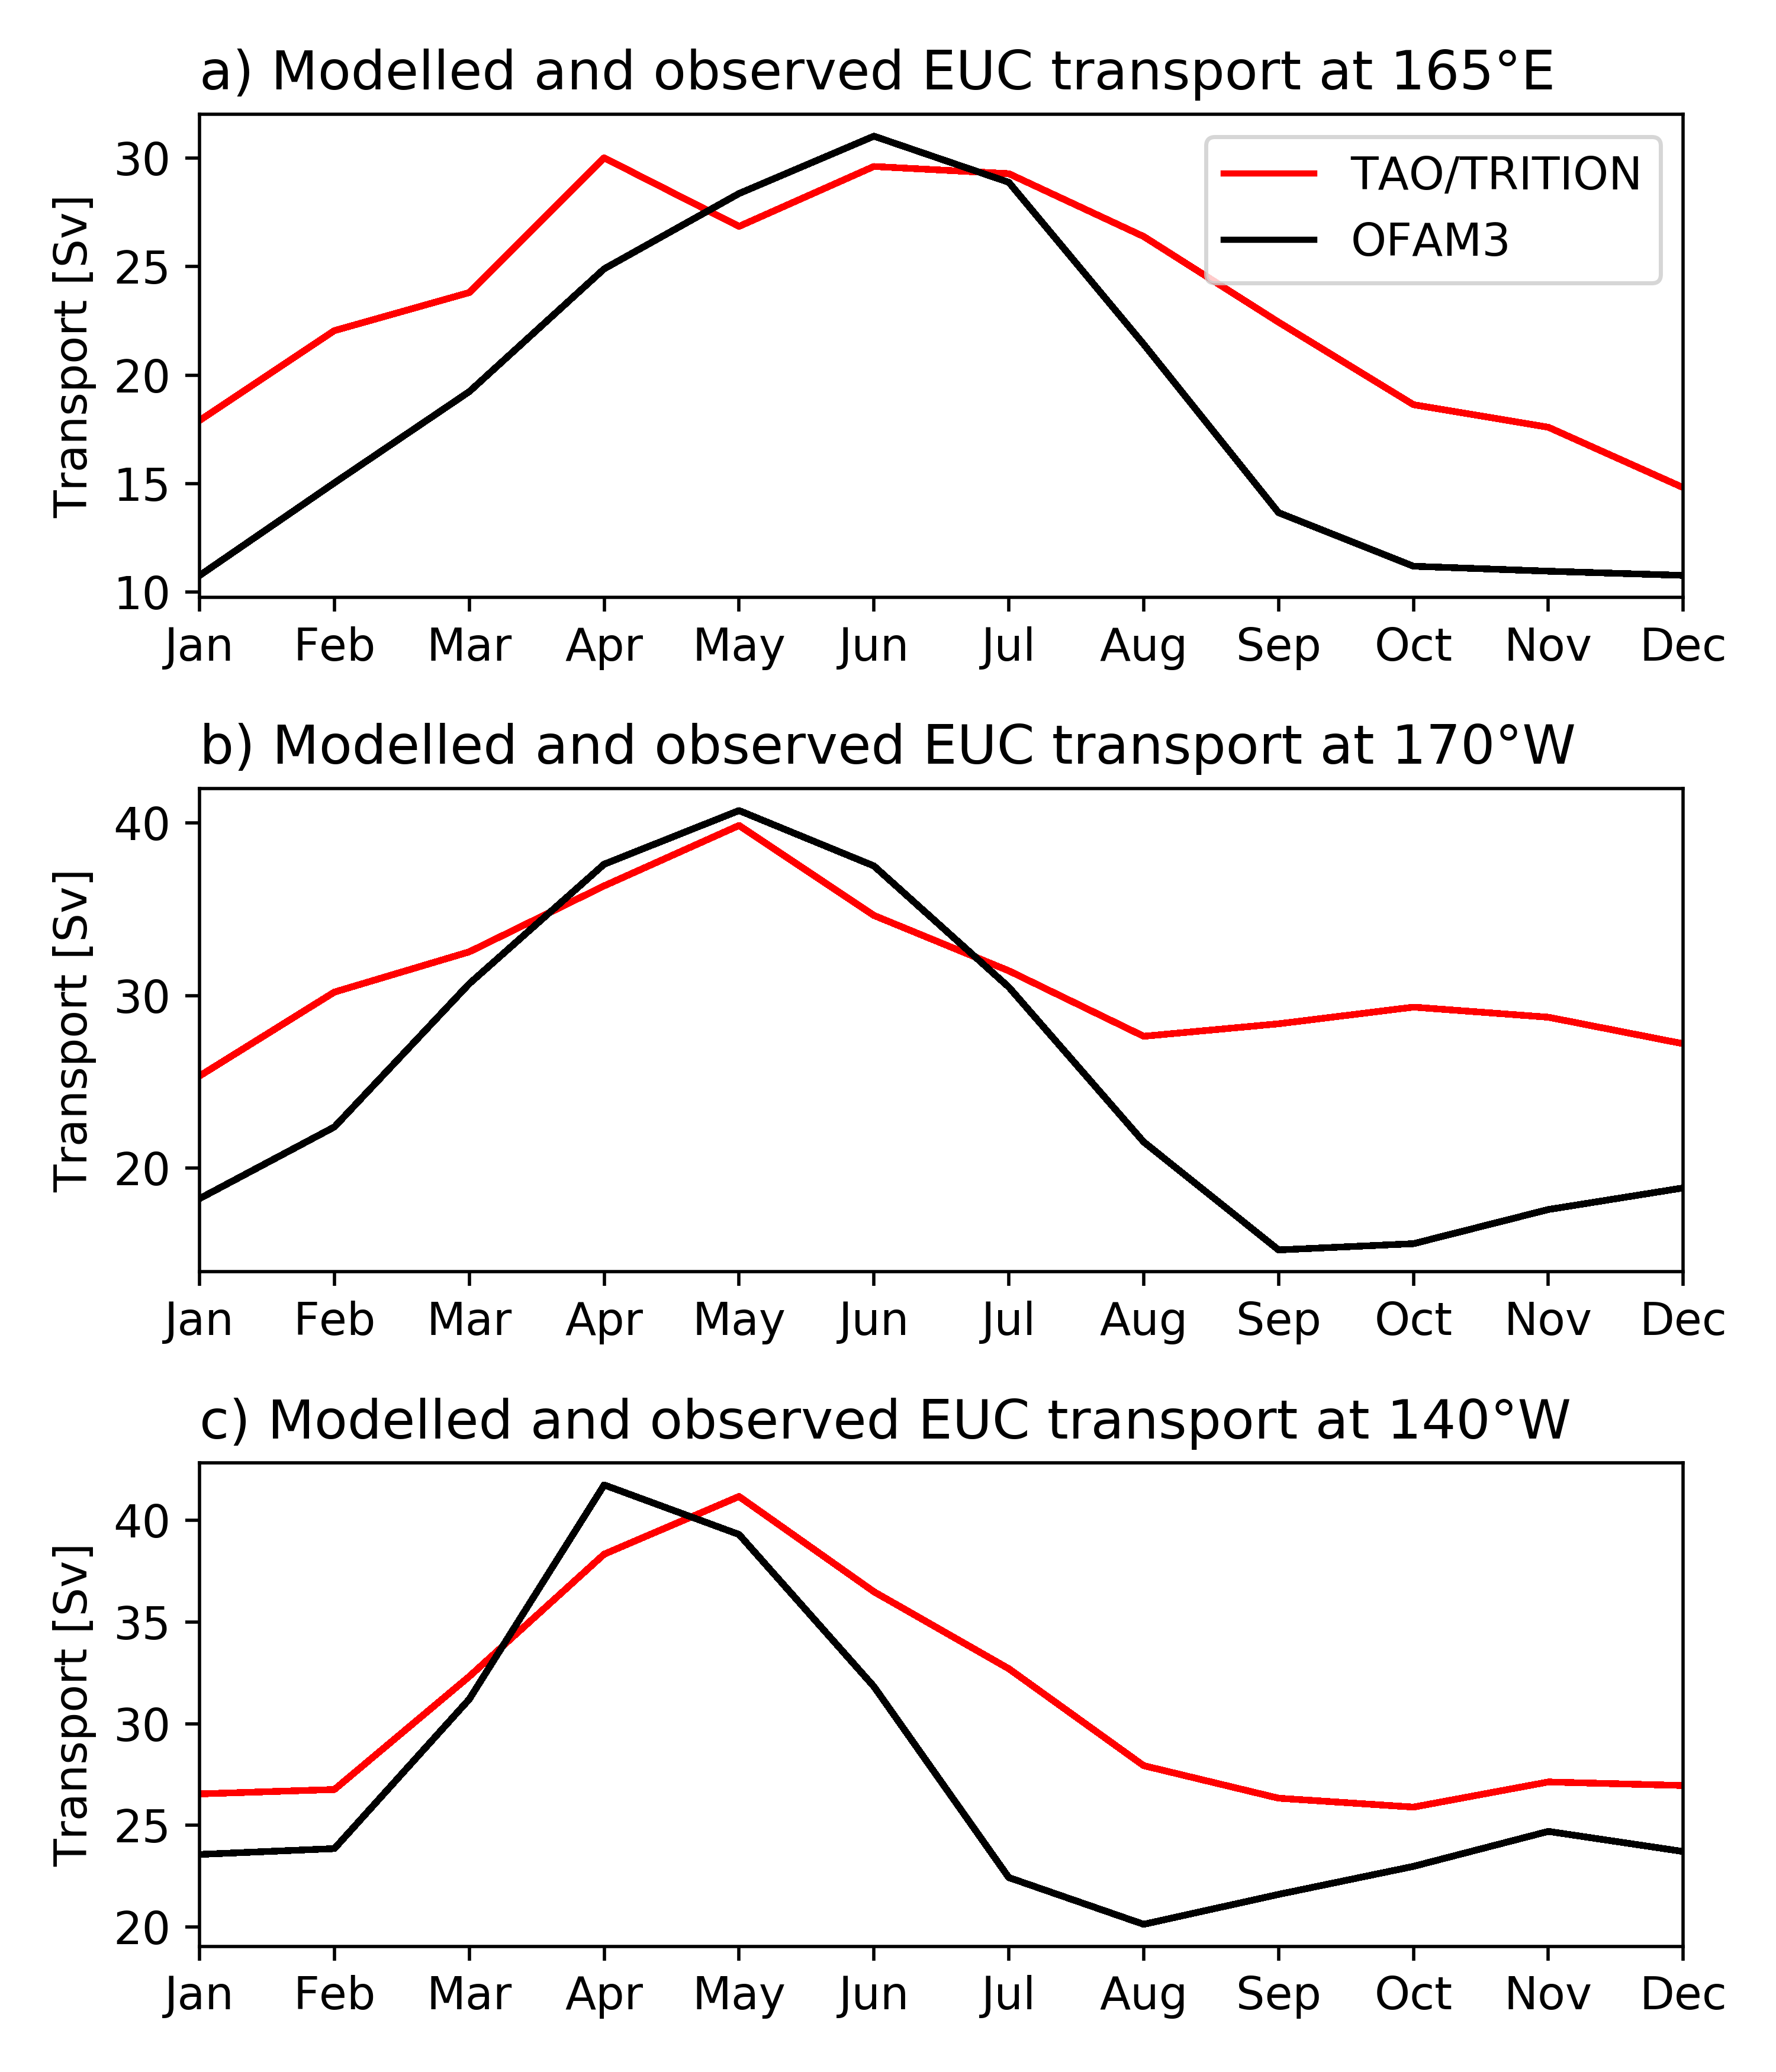 a) Modelled and observed EUC transport at 165°E
Transport [Sv]
30
25
20
15
10
TAO/TRITION
OFAM3
Jan Feb Mar Apr May Jun Jul Aug Sep Oct Nov Dec
b) Modelled and observed EUC transport at 170°W
Transport [Sv]
40
30
20
Jan Feb Mar Apr May Jun Jul Aug Sep Oct Nov Dec
c) Modelled and observed EUC transport at 140°W
Transport [Sv]
40
35
30
25
20
Jan Feb Mar Apr May Jun Jul Aug Sep Oct Nov Dec